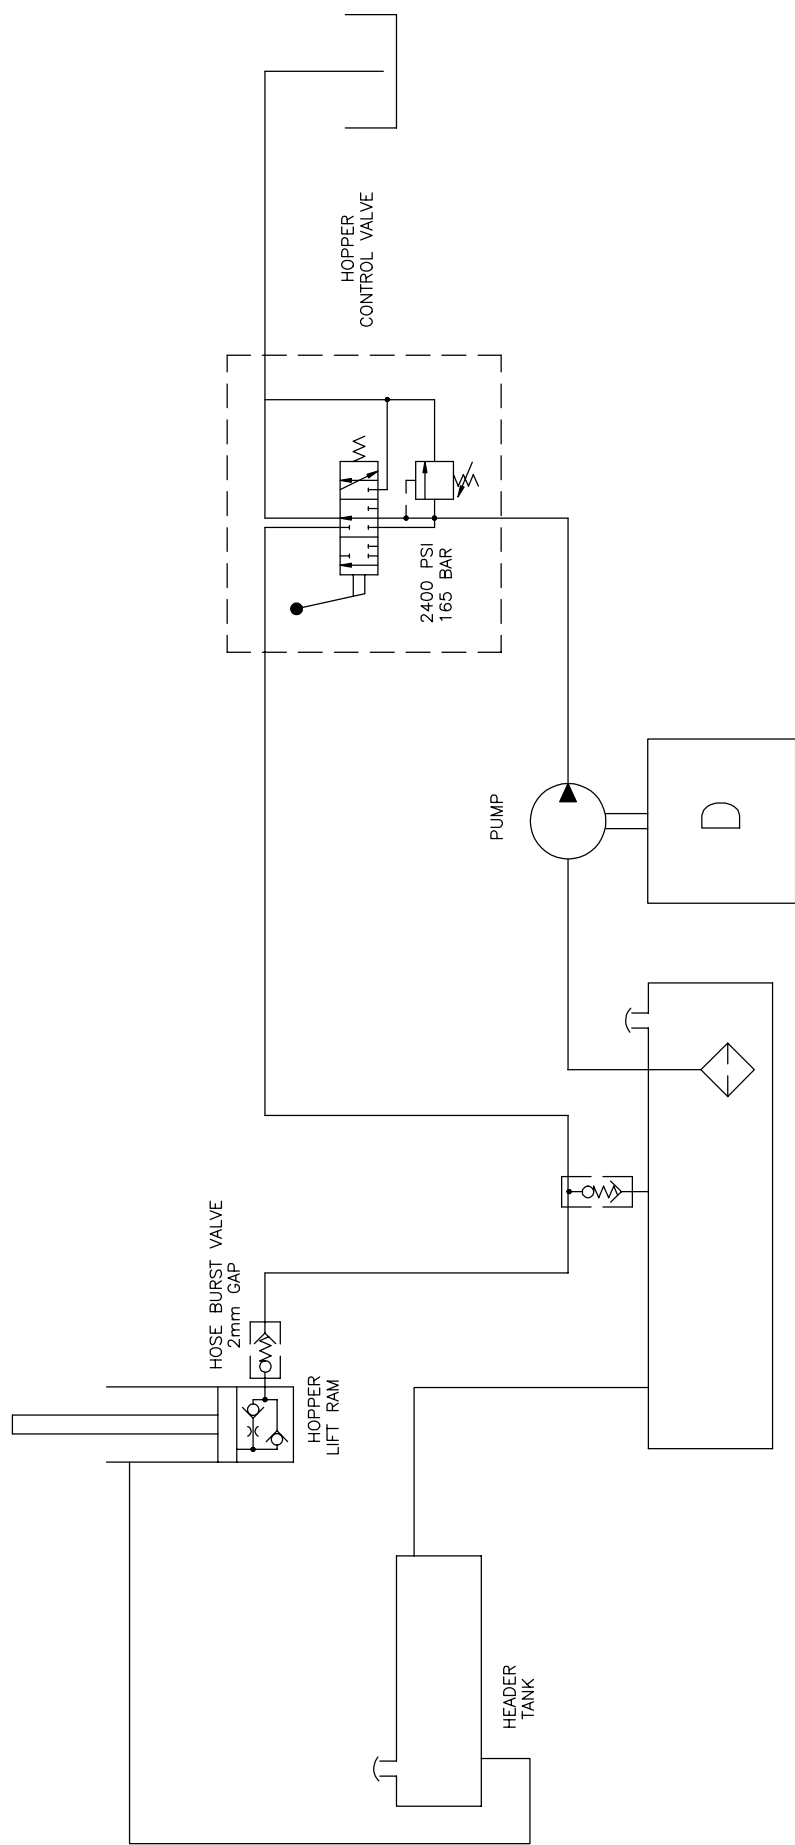 HOPPER
CONTROL VALVE
2400 PSI
165 BAR
PUMP
D
HOSE BURST VALVE
2mm GAP
HOPPER
LIFT RAM
HEADER
TANK